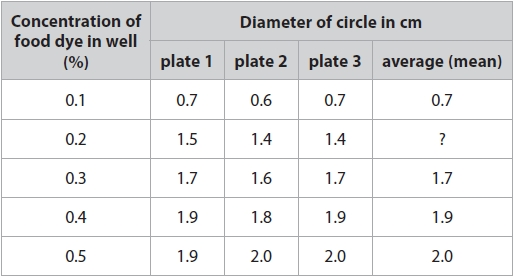 Concentration of
food dye in well
(%)
Diameter of circle in cm
plate 1 plate 2 plate 3 average (mean)
0.1 0.7 0.6 0.7 0.7
0.2 1.5 1.4 1.4 ?
0.3 1.7 1.6 1.7 1.7
0.4 1.9 1.8 1.9 1.9
0.5 1.9 2.0 2.0 2.0